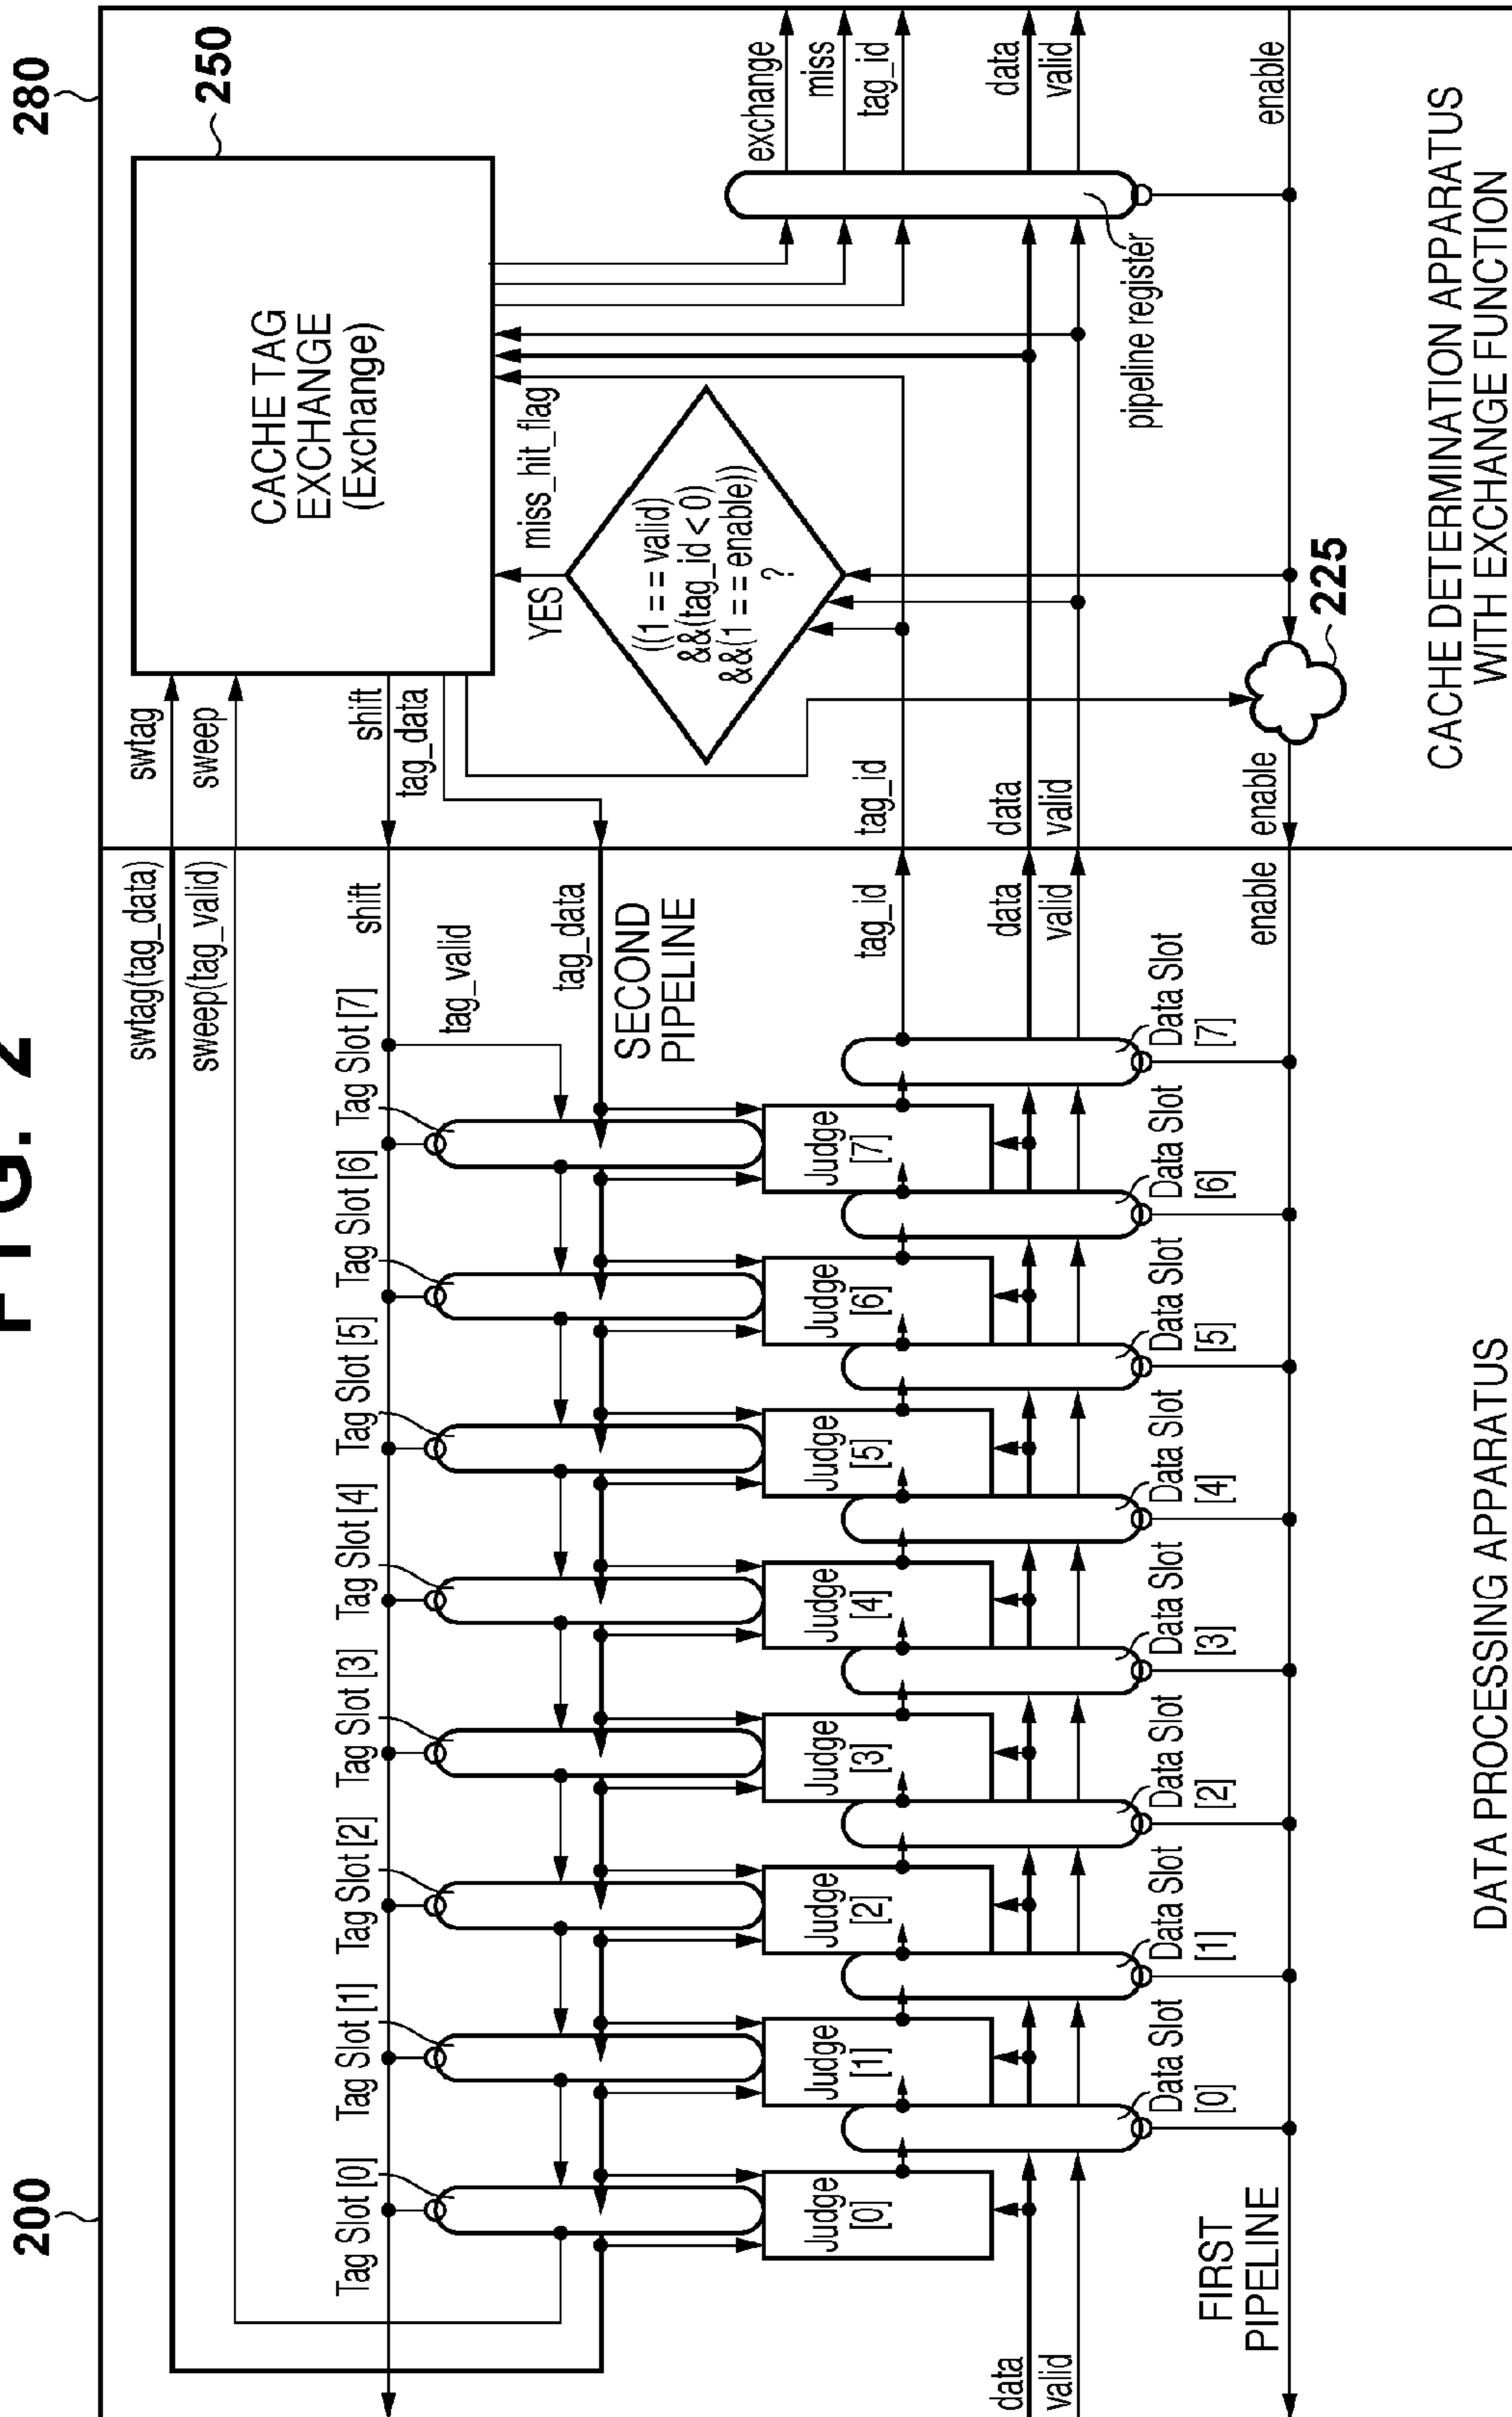 FIG. 2
200
280
250
swtag(tag_data)
swtag
sweep(tag_valid)
sweep
CACHE TAG
EXCHANGE
(Exchange)
Tag Slot [0]
Tag Slot [1]
Tag Slot [2]
Tag Slot [3]
Tag Slot [4]
Tag Slot [5]
Tag Slot [6]
Tag Slot [7]
shift
shift
tag_data
tag_valid
tag_data
SECOND
PIPELINE
YES
miss_hit_flag
((1 = = valid)
&&(tag_id < 0)
&&(1 = = enable))
?
exchange
miss
tag_id
data
valid
enable
Judge
[0]
Judge
[1]
Judge
[2]
Judge
[3]
Judge
[4]
Judge
[5]
Judge
[6]
Judge
[7]
tag_id
tag_id
data
valid
data
valid
data
valid
pipeline register
Data Slot
[0]
Data Slot
[1]
Data Slot
[2]
Data Slot
[3]
Data Slot
[4]
Data Slot
[5]
Data Slot
[6]
Data Slot
[7]
FIRST
PIPELINE
enable
enable
225
DATA PROCESSING APPARATUS
CACHE DETERMINATION APPARATUS
WITH EXCHANGE FUNCTION